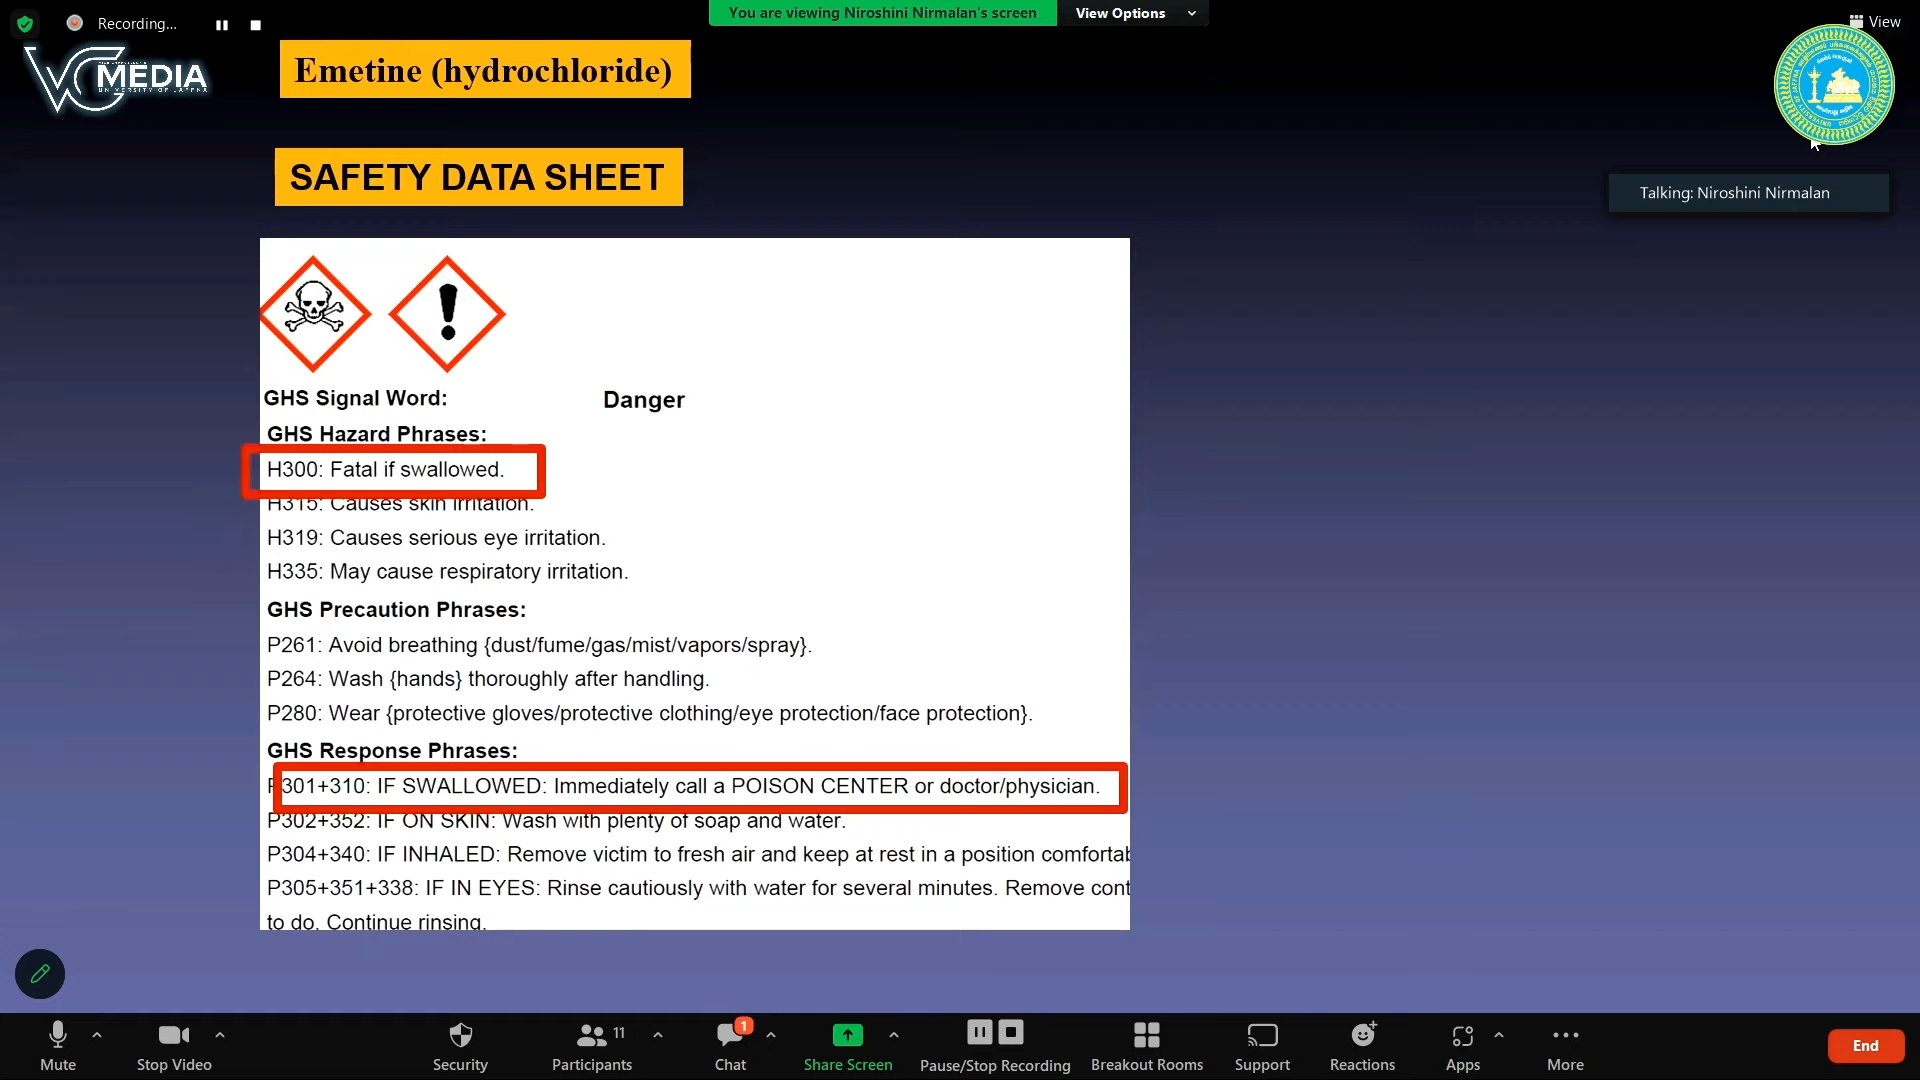 Recording...
You are viewing Niroshini Nirmalan's screen
View Options
View
VC MEDIA
UNIVERSITY OF JAFFNA
Emetine (hydrochloride)
SAFETY DATA SHEET
Talking: Niroshini Nirmalan
GHS Signal Word: Danger
GHS Hazard Phrases:
H300: Fatal if swallowed.
H315: Causes skin irritation.
H319: Causes serious eye irritation.
H335: May cause respiratory irritation.
GHS Precaution Phrases:
P261: Avoid breathing {dust/fume/gas/mist/vapors/spray}.
P264: Wash {hands} thoroughly after handling.
P280: Wear {protective gloves/protective clothing/eye protection/face protection}.
GHS Response Phrases:
P301+310: IF SWALLOWED: Immediately call a POISON CENTER or doctor/physician.
P302+352: IF ON SKIN: Wash with plenty of soap and water.
P304+340: IF INHALED: Remove victim to fresh air and keep at rest in a position comfortab
P305+351+338: IF IN EYES: Rinse cautiously with water for several minutes. Remove cont
to do. Continue rinsing.
Mute
Stop Video
Security
11
Participants
1
Chat
Share Screen
Pause/Stop Recording
Breakout Rooms
Support
Reactions
Apps
More
End